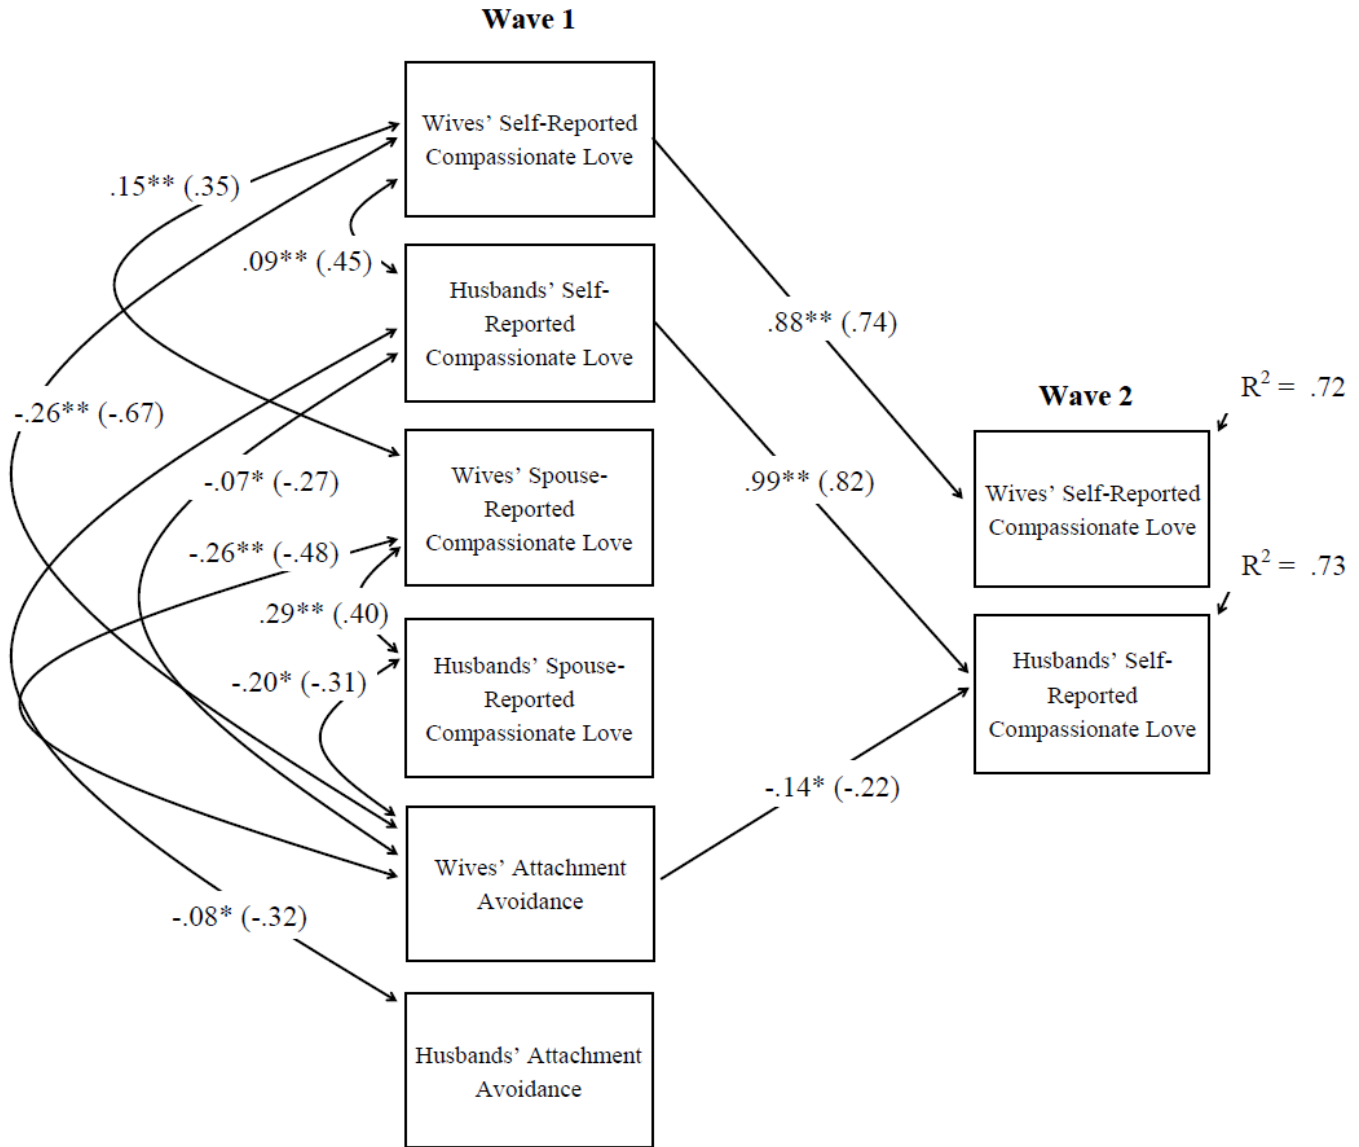 Wave 1
Wives' Self-Reported
Compassionate Love
.15** (.35)
.09** (.45)
Husbands' Self-
Reported
Compassionate Love
.88** (.74)
-.26** (-.67)
Wave 2
R² = .72
-.07* (-.27)
Wives' Spouse-
Reported
Compassionate Love
.99** (.82)
Wives' Self-Reported
Compassionate Love
-.26** (-.48)
R² = .73
.29** (.40)
Husbands' Spouse-
Reported
Compassionate Love
-.20* (-.31)
Husbands' Self-
Reported
Compassionate Love
-.14* (-.22)
Wives' Attachment
Avoidance
-.08* (-.32)
Husbands' Attachment
Avoidance